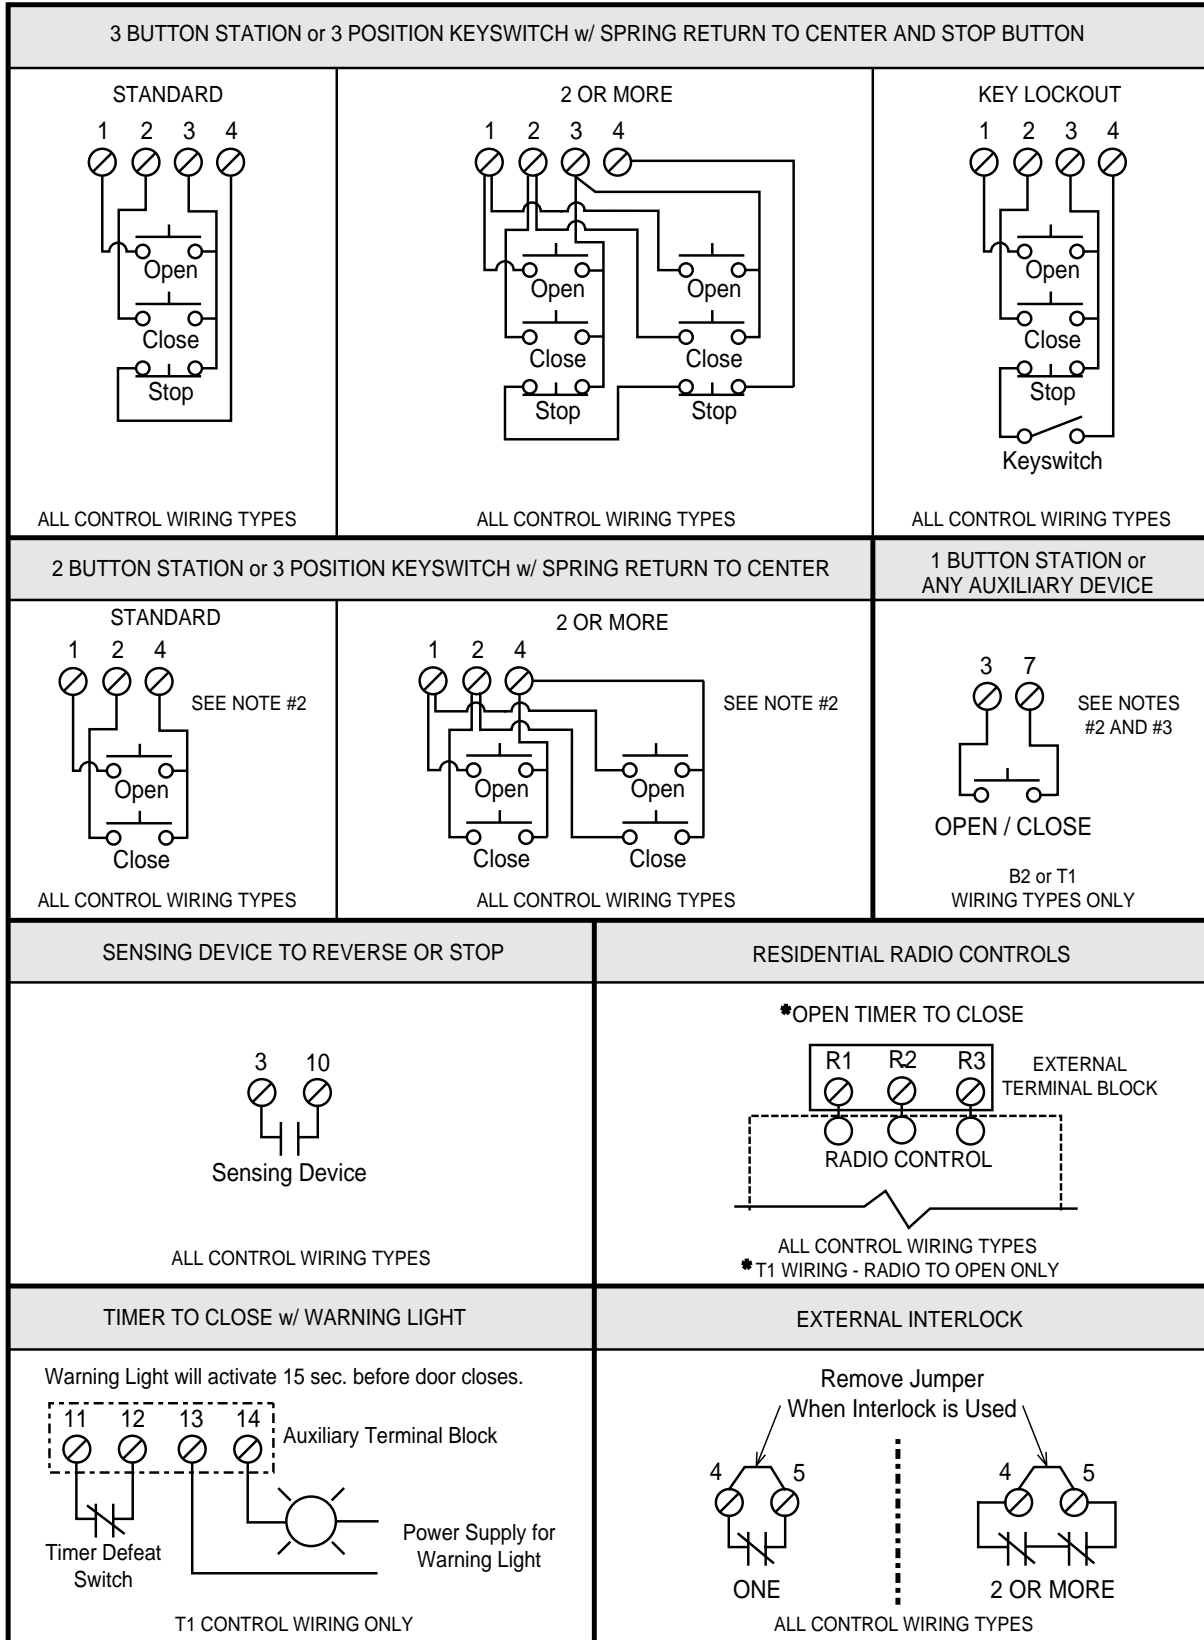 3 BUTTON STATION or 3 POSITION KEYSWITCH w/ SPRING RETURN TO CENTER AND STOP BUTTON
STANDARD
1 2 3 4
Open
Close
Stop
ALL CONTROL WIRING TYPES
2 OR MORE
1 2 3 4
Open Open
Close Close
Stop Stop
ALL CONTROL WIRING TYPES
KEY LOCKOUT
1 2 3 4
Open
Close
Stop
Keyswitch
ALL CONTROL WIRING TYPES
2 BUTTON STATION or 3 POSITION KEYSWITCH w/ SPRING RETURN TO CENTER
STANDARD
1 2 4
SEE NOTE #2
Open
Close
ALL CONTROL WIRING TYPES
2 OR MORE
1 2 4
SEE NOTE #2
Open Open
Close Close
ALL CONTROL WIRING TYPES
1 BUTTON STATION or
ANY AUXILIARY DEVICE
3 7
SEE NOTES
#2 AND #3
OPEN / CLOSE
B2 or T1
WIRING TYPES ONLY
SENSING DEVICE TO REVERSE OR STOP
3 10
Sensing Device
ALL CONTROL WIRING TYPES
RESIDENTIAL RADIO CONTROLS
*OPEN TIMER TO CLOSE
R1 R2 R3
EXTERNAL
TERMINAL BLOCK
RADIO CONTROL
ALL CONTROL WIRING TYPES
*T1 WIRING - RADIO TO OPEN ONLY
TIMER TO CLOSE w/ WARNING LIGHT
Warning Light will activate 15 sec. before door closes.
11 12 13 14
Auxiliary Terminal Block
Timer Defeat
Switch
Power Supply for
Warning Light
T1 CONTROL WIRING ONLY
EXTERNAL INTERLOCK
Remove Jumper
When Interlock is Used
4 5
ONE
4 5
2 OR MORE
ALL CONTROL WIRING TYPES